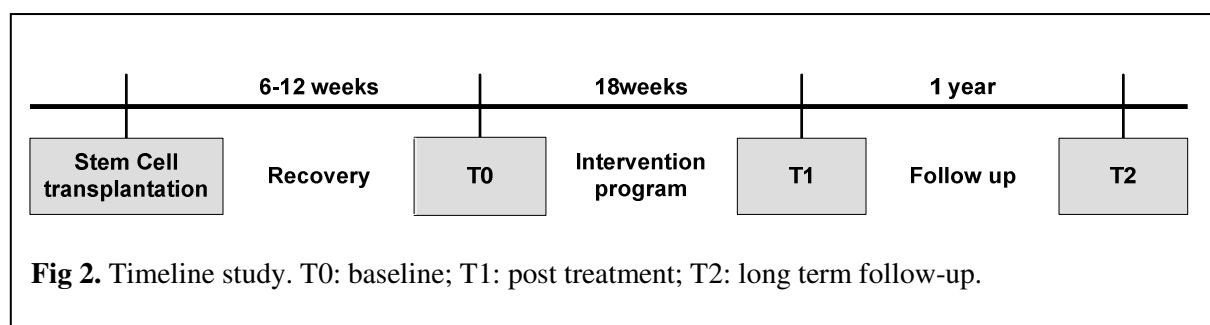 6-12 weeks 18weeks 1 year
Stem Cell
transplantation
Recovery
T0
Intervention
program
T1
Follow up
T2
Fig 2. Timeline study. T0: baseline; T1: post treatment; T2: long term follow-up.